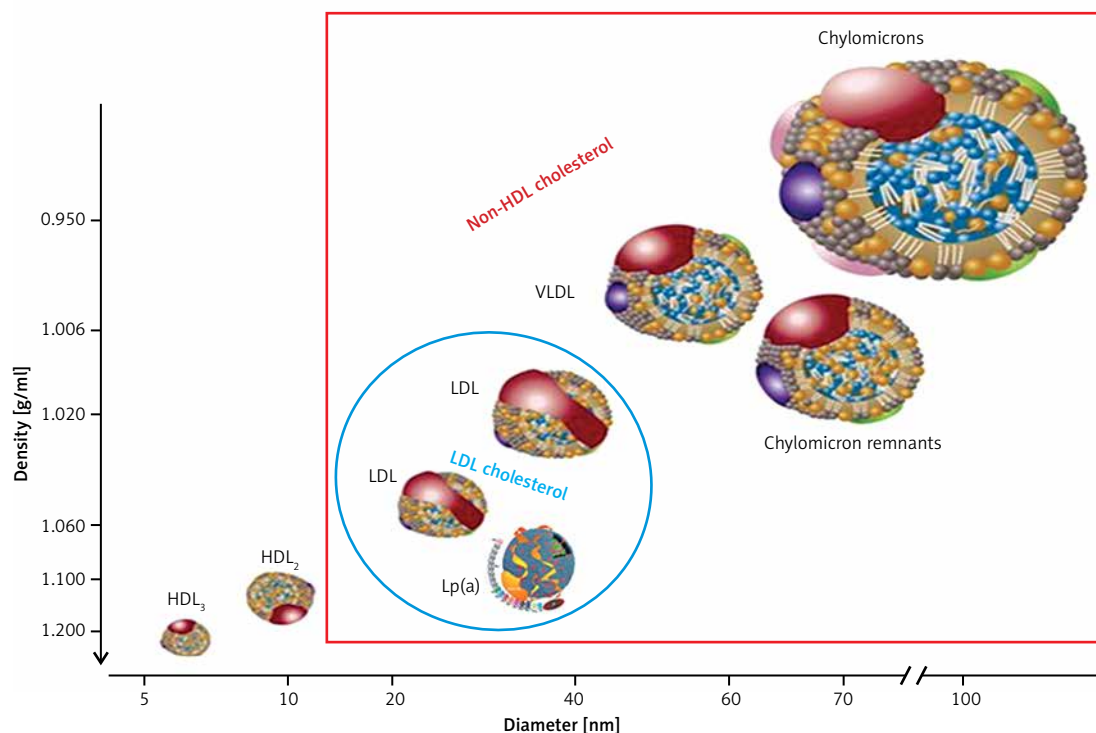 Chylomicrons
Non-HDL cholesterol
0.950
VLDL
1.006
LDL
1.020
Chylomicron remnants
LDL cholesterol
LDL
1.060
HDL₂
1.100
Lp(a)
HDL₃
1.200
Density [g/ml]
5 10 20 40 60 70 100
Diameter [nm]